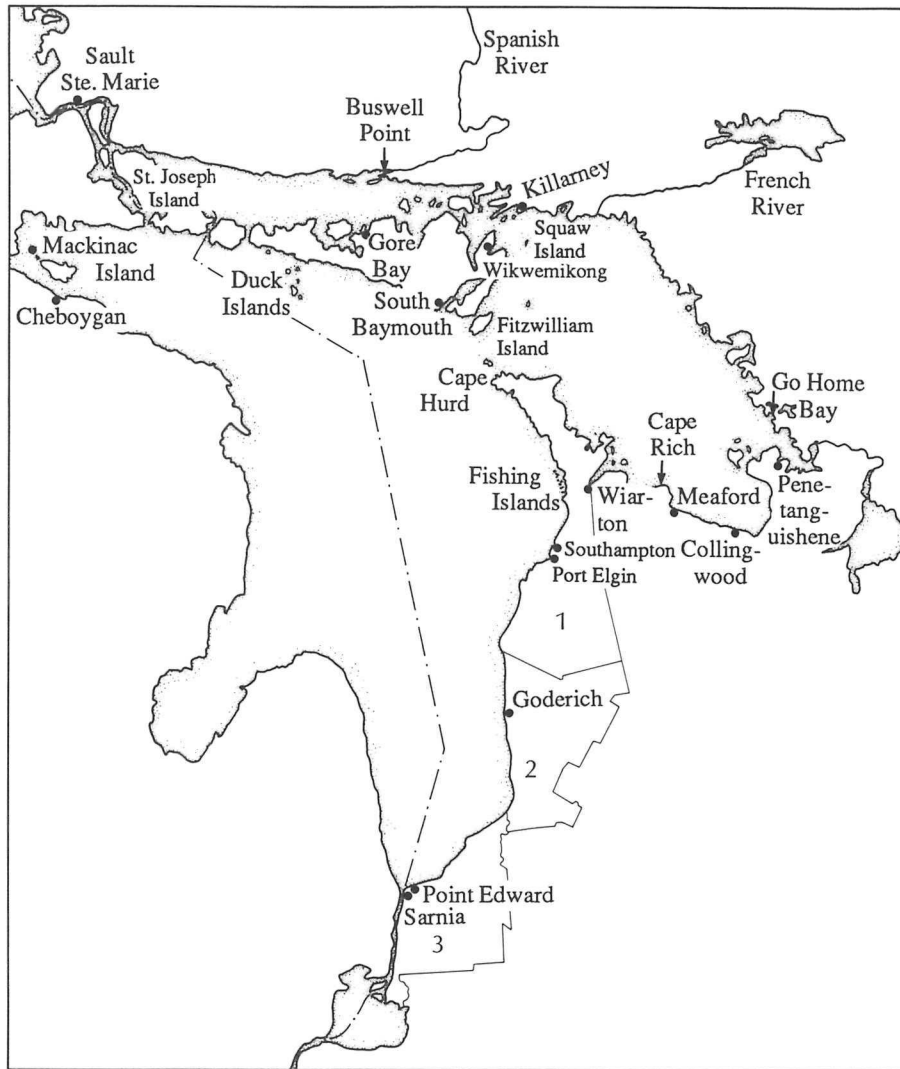 Spanish
River
Sault
Ste. Marie
Buswell
Point
St. Joseph
Island
Killarney
French
River
Squaw
Island
Mackinac
Island
Gore
Bay
Wikwemikong
Duck
Islands
South
Baymouth
Cheboygan
Fitzwilliam
Island
Cape
Hurd
Go Home
Bay
Cape
Rich
Fishing
Islands
Wiar-
ton
Meaford
Pene-
tang-
uishene
Southampton
Port Elgin
Colling-
wood
1
Goderich
2
Point Edward
Sarnia
3